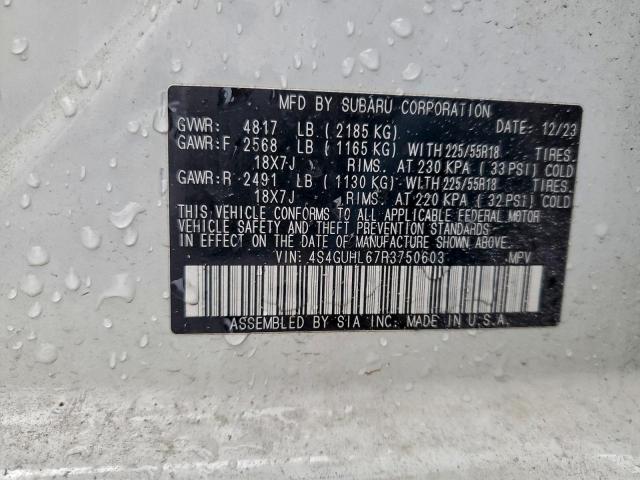 MFD BY SUBARU CORPORATION
GVWR: 4817 LB (2185 KG) DATE: 12/23
GAWR:F 2568 LB (1165 KG) WITH 225/55R18 TIRES.
18X7J RIMS. AT 230 KPA (33 PSI) COLD
GAWR:R 2491 LB (1130 KG) WITH 225/55R18 TIRES.
18X7J RIMS. AT 220 KPA (32 PSI) COLD
THIS VEHICLE CONFORMS TO ALL APPLICABLE FEDERAL MOTOR
VEHICLE SAFETY AND THEFT PREVENTION STANDARDS
IN EFFECT ON THE DATE OF MANUFACTURE SHOWN ABOVE.
VIN: 4S4GUHL67R3750603 MPV
ASSEMBLED BY SIA INC: MADE IN U.S.A.